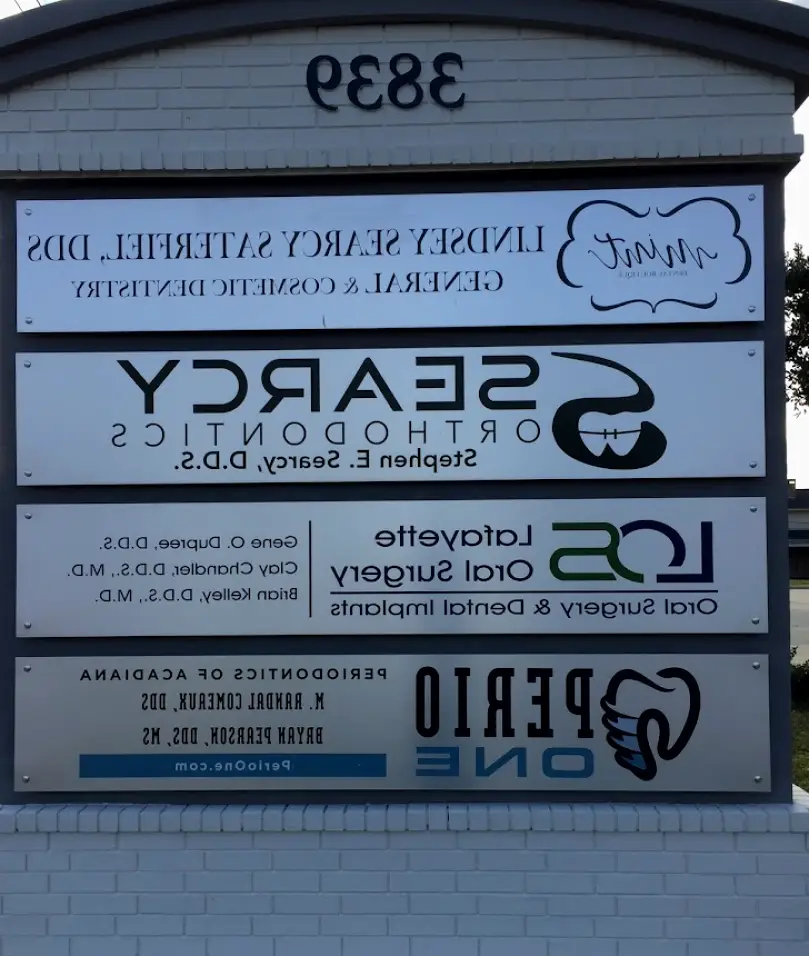 3839
mint
DENTAL BOUTIQUE
LINDSEY SEARCY SATERFIEL, DDS
GENERAL & COSMETIC DENTISTRY
SEARCY
ORTHODONTICS
Stephen E. Searcy, D.D.S.
LOS
Lafayette
Oral Surgery
Oral Surgery & Dental Implants
Gene O. Dupree, D.D.S.
Clay Chandler, D.D.S., M.D.
Brian Kelley, D.D.S., M.D.
PERIO
ONE
PERIODONTICS OF ACADIANA
M. RANDAL COMEAUX, DDS
BRYAN PEARSON, DDS, MS
PerioOne.com